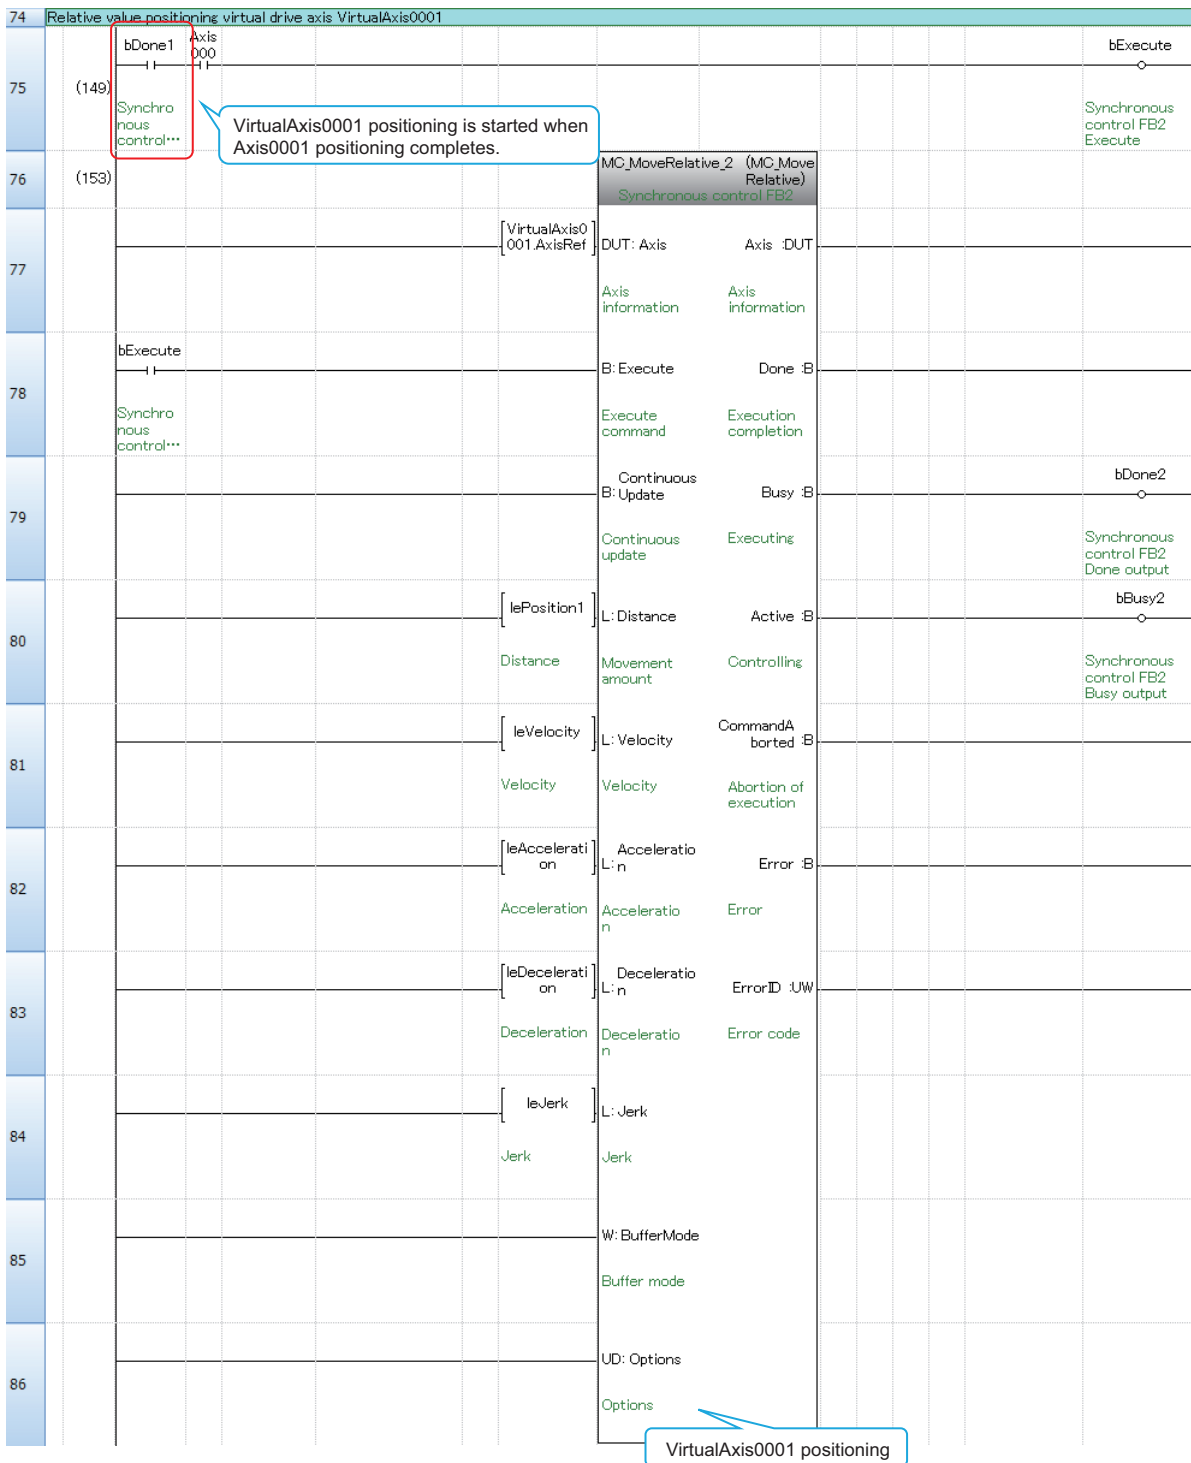 74 Relative value positioning virtual drive axis VirtualAxis0001
bDone1
Axis
000
bExecute
75
(149)
Synchro
nous
control…
VirtualAxis0001 positioning is started when
Axis0001 positioning completes.
Synchronous
control FB2
Execute
76
(153)
MC_MoveRelative_2 (MC_Move
Relative)
Synchronous control FB2
77
[VirtualAxis0
001.AxisRef]
DUT: Axis
Axis :DUT
Axis
information
Axis
information
78
bExecute
B: Execute
Done :B
Synchro
nous
control…
Execute
command
Execution
completion
79
Continuous
B: Update
Busy :B
bDone2
Continuous
update
Executing
Synchronous
control FB2
Done output
80
[lePosition1]
L: Distance
Active :B
bBusy2
Distance
Movement
amount
Controlling
Synchronous
control FB2
Busy output
81
[leVelocity]
L: Velocity
CommandA
borted :B
Velocity
Velocity
Abortion of
execution
82
[leAccelerati
on]
Acceleratio
L: n
Error :B
Acceleration
Acceleratio
n
Error
83
[leDecelerati
on]
Deceleratio
L: n
ErrorID :UW
Deceleration
Deceleratio
n
Error code
84
[leJerk]
L: Jerk
Jerk
Jerk
85
W: BufferMode
Buffer mode
86
UD: Options
Options
VirtualAxis0001 positioning